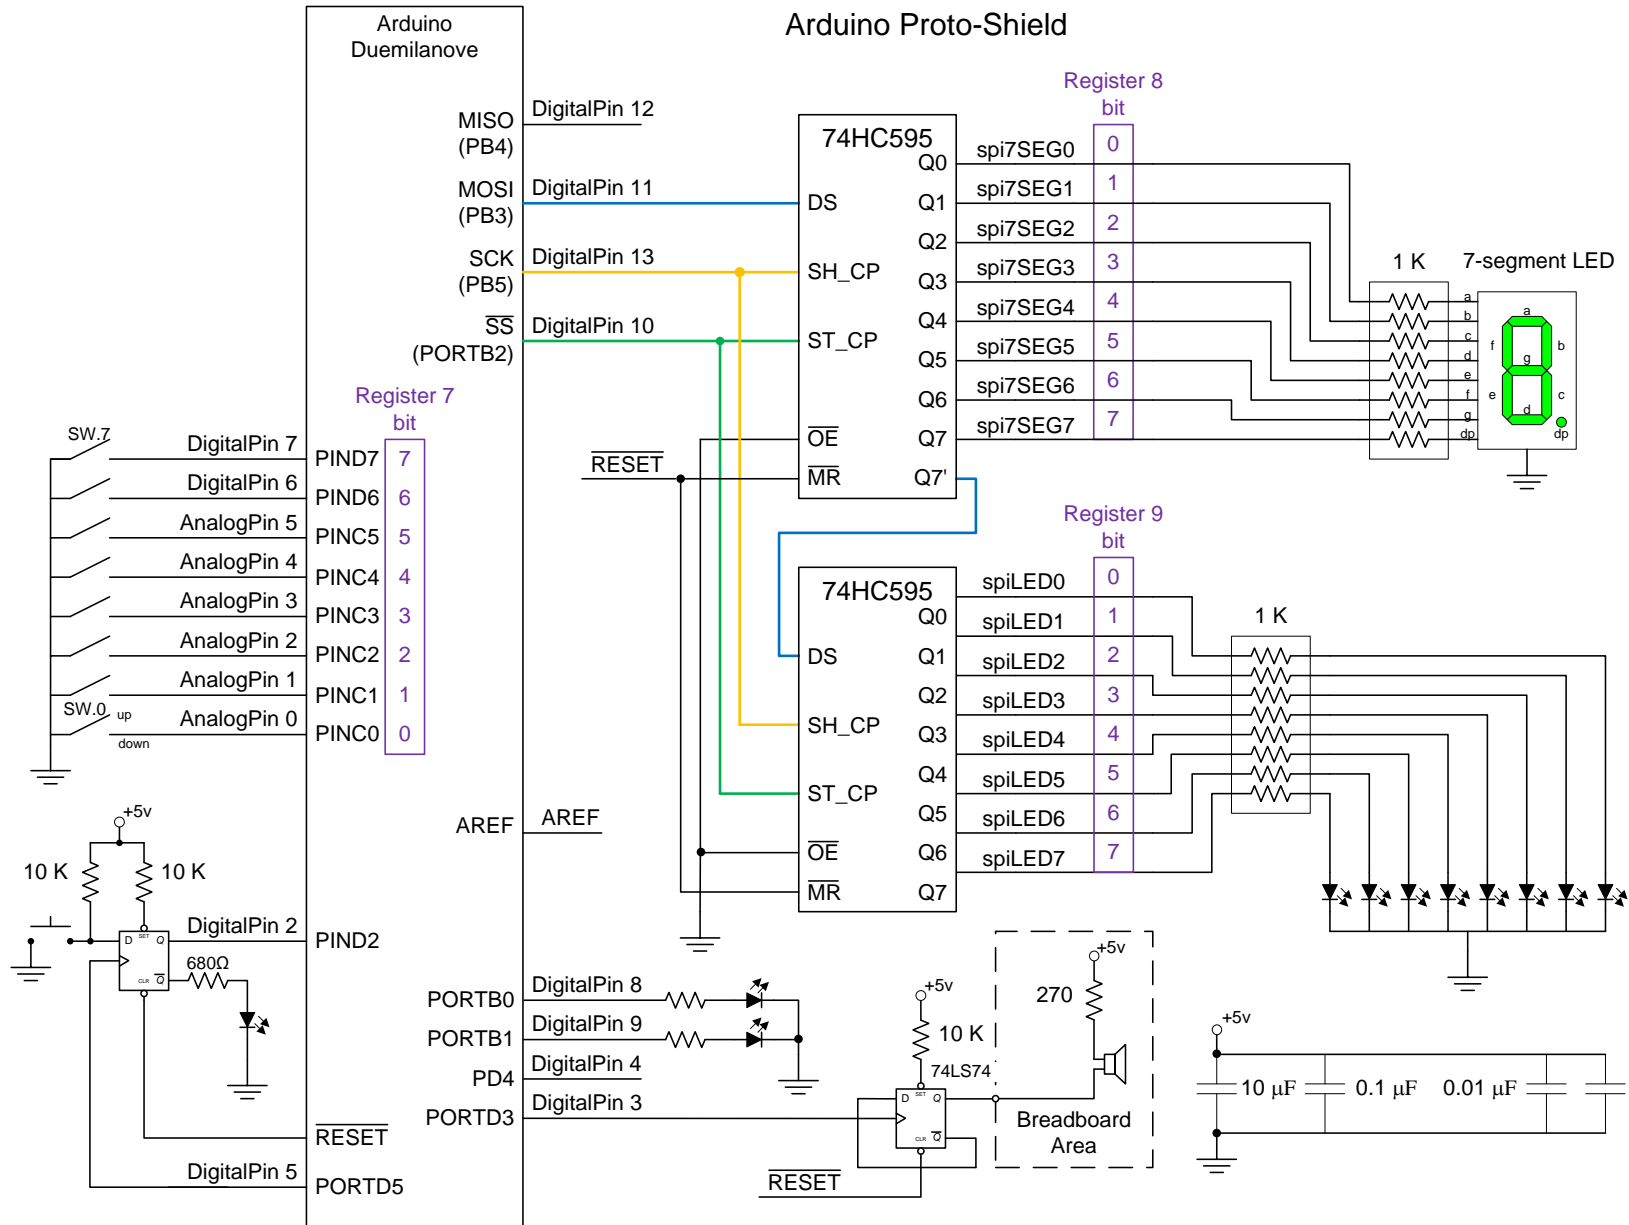 Arduino Proto-Shield
Arduino
Duemilanove
MISO
(PB4)
DigitalPin 12
MOSI
(PB3)
DigitalPin 11
SCK
(PB5)
DigitalPin 13
SS
(PORTB2)
DigitalPin 10
Register 7
bit
SW.7
DigitalPin 7
PIND7
7
DigitalPin 6
PIND6
6
AnalogPin 5
PINC5
5
AnalogPin 4
PINC4
4
AnalogPin 3
PINC3
3
AnalogPin 2
PINC2
2
AnalogPin 1
PINC1
1
SW.0
up
down
AnalogPin 0
PINC0
0
AREF
AREF
+5v
10 K
10 K
DigitalPin 2
PIND2
D
SET
Q
CLR
Q
680Ω
RESET
DigitalPin 5
PORTD5
PORTB0
DigitalPin 8
PORTB1
DigitalPin 9
PD4
DigitalPin 4
PORTD3
DigitalPin 3
74HC595
DS
SH_CP
ST_CP
OE
MR
RESET
Q0
Q1
Q2
Q3
Q4
Q5
Q6
Q7
Q7'
Register 8
bit
spi7SEG0
0
spi7SEG1
1
spi7SEG2
2
spi7SEG3
3
spi7SEG4
4
spi7SEG5
5
spi7SEG6
6
spi7SEG7
7
1 K
7-segment LED
a
b
c
d
e
f
g
dp
a
f
b
g
e
c
d
dp
74HC595
DS
SH_CP
ST_CP
OE
MR
Q0
Q1
Q2
Q3
Q4
Q5
Q6
Q7
Register 9
bit
spiLED0
0
spiLED1
1
spiLED2
2
spiLED3
3
spiLED4
4
spiLED5
5
spiLED6
6
spiLED7
7
1 K
+5v
10 K
74LS74
D
SET
Q
CLR
Q
RESET
+5v
270
Breadboard
Area
+5v
10 µF
0.1 µF
0.01 µF